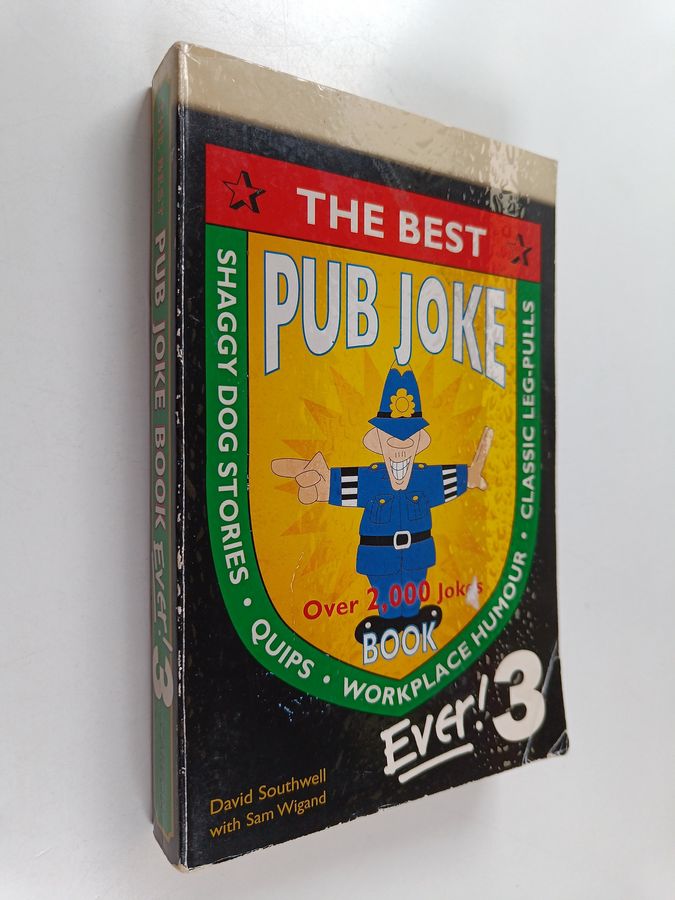 THE BEST
PUB JOKE
SHAGGY DOG STORIES • QUIPS • WORKPLACE HUMOUR • CLASSIC LEG-PULLS
Over 2,000 Jokes
BOOK
Ever! 3
David Southwell
with Sam Wigand
THE BEST PUB JOKE BOOK Ever! 3